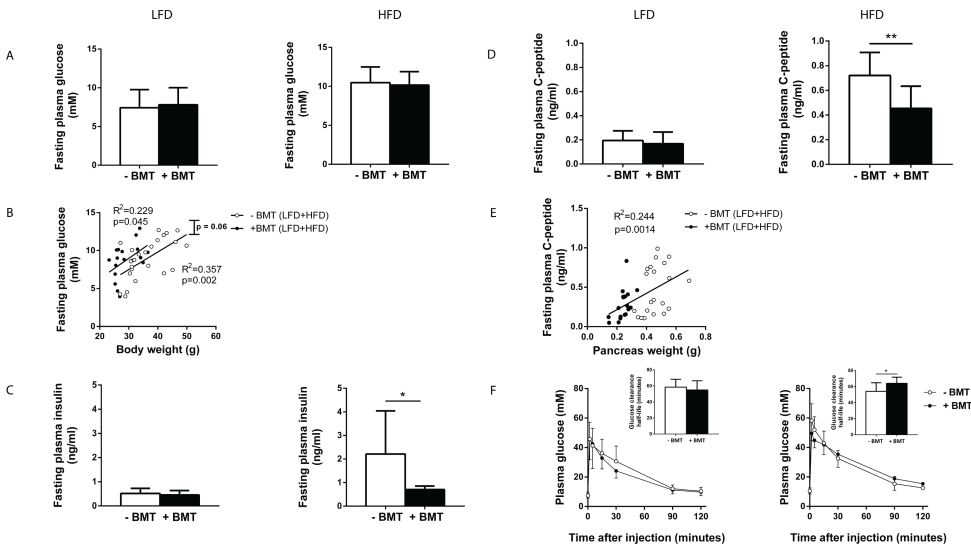 LFD
HFD
LFD
HFD
A
Fasting plasma glucose
(mM)
15
10
5
0
- BMT + BMT
Fasting plasma glucose
(mM)
15
10
5
0
- BMT + BMT
D
Fasting plasma C-peptide
(ng/ml)
1.0
0.8
0.6
0.4
0.2
0.0
- BMT + BMT
Fasting plasma C-peptide
(ng/ml)
1.0
0.8
0.6
0.4
0.2
0.0
**
- BMT + BMT
B
Fasting plasma glucose
(mM)
15
10
5
0
R2=0.229
p=0.045
p = 0.06
R2=0.357
p=0.002
- BMT (LFD+HFD)
+BMT (LFD+HFD)
20 30 40 50 60
Body weight (g)
E
Fasting plasma C-peptide
(ng/ml)
1.5
1.0
0.5
0.0
R2=0.244
p=0.0014
- BMT (LFD+HFD)
+BMT (LFD+HFD)
0.0 0.2 0.4 0.6 0.8
Pancreas weight (g)
C
Fasting plasma insulin
(ng/ml)
5
4
3
2
1
0
- BMT + BMT
Fasting plasma insulin
(ng/ml)
5
4
3
2
1
0
*
- BMT + BMT
F
Plasma glucose (mM)
80
60
40
20
0
0 30 60 90 120
Time after injection (minutes)
Glucose clearance
half-life (minutes)
80
60
40
20
0
- BMT + BMT
Plasma glucose (mM)
80
60
40
20
0
0 30 60 90 120
Time after injection (minutes)
Glucose clearance
half-life (minutes)
80
60
40
20
0
*
- BMT + BMT
- BMT
+ BMT